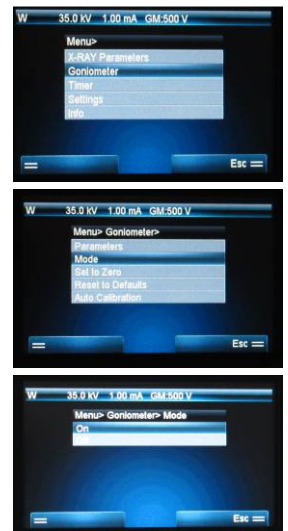 W 35.0 kV 1.00 mA GM:500 V
Menu>
X-RAY Parameters
Goniometer
Timer
Settings
Info
Esc
W 35.0 kV 1.00 mA GM:500 V
Menu> Goniometer>
Parameters
Mode
Set to Zero
Reset to Defaults
Auto Calibration
Esc
W 35.0 kV 1.00 mA GM:500 V
Menu> Goniometer> Mode
On
Esc